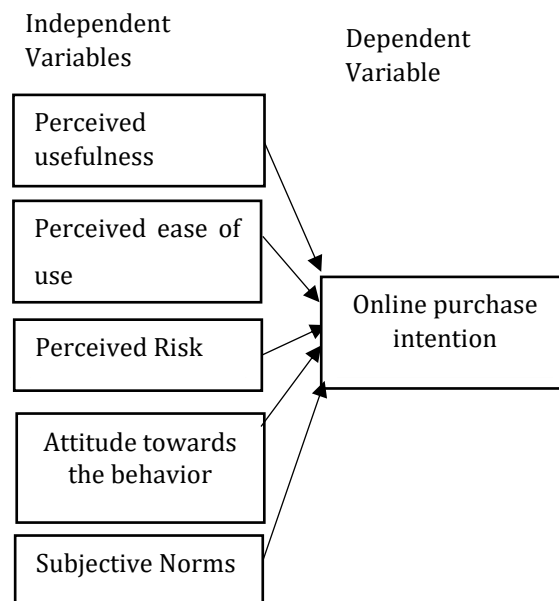 Independent
Variables
Dependent
Variable
Perceived
usefulness
Perceived ease of
use
Perceived Risk
Attitude towards
the behavior
Subjective Norms
Online purchase
intention